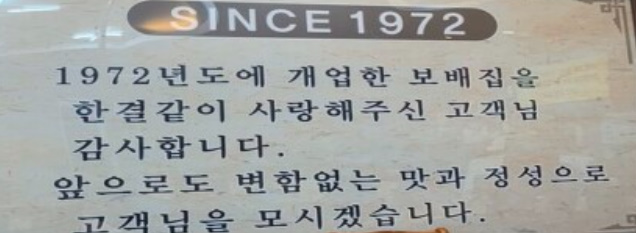 SINCE 1972
1972년도에 개업한 보배집을
한결같이 사랑해주신 고객님
감사합니다.
앞으로도 변함없는 맛과 정성으로
고객님을 모시겠습니다.